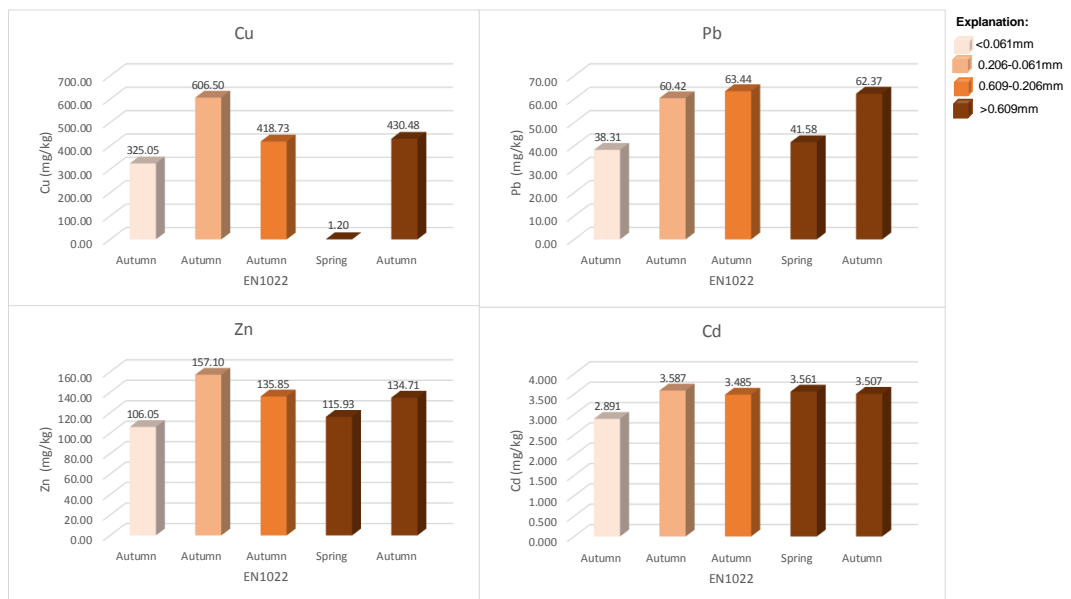 Cu
Cu (mg/kg)
700.00
600.00
500.00
400.00
300.00
200.00
100.00
0.00
325.05
606.50
418.73
1.20
430.48
Autumn Autumn Autumn Spring Autumn
EN1022
Pb
Pb (mg/kg)
70.00
60.00
50.00
40.00
30.00
20.00
10.00
0.00
38.31
60.42
63.44
41.58
62.37
Autumn Autumn Autumn Spring Autumn
EN1022
Explanation:
<0.061mm
0.206-0.061mm
0.609-0.206mm
>0.609mm
Zn
Zn (mg/kg)
160.00
140.00
120.00
100.00
80.00
60.00
40.00
20.00
0.00
106.05
157.10
135.85
115.93
134.71
Autumn Autumn Autumn Spring Autumn
EN1022
Cd
Cd (mg/kg)
4.000
3.500
3.000
2.500
2.000
1.500
1.000
0.500
0.000
2.891
3.587
3.485
3.561
3.507
Autumn Autumn Autumn Spring Autumn
EN1022